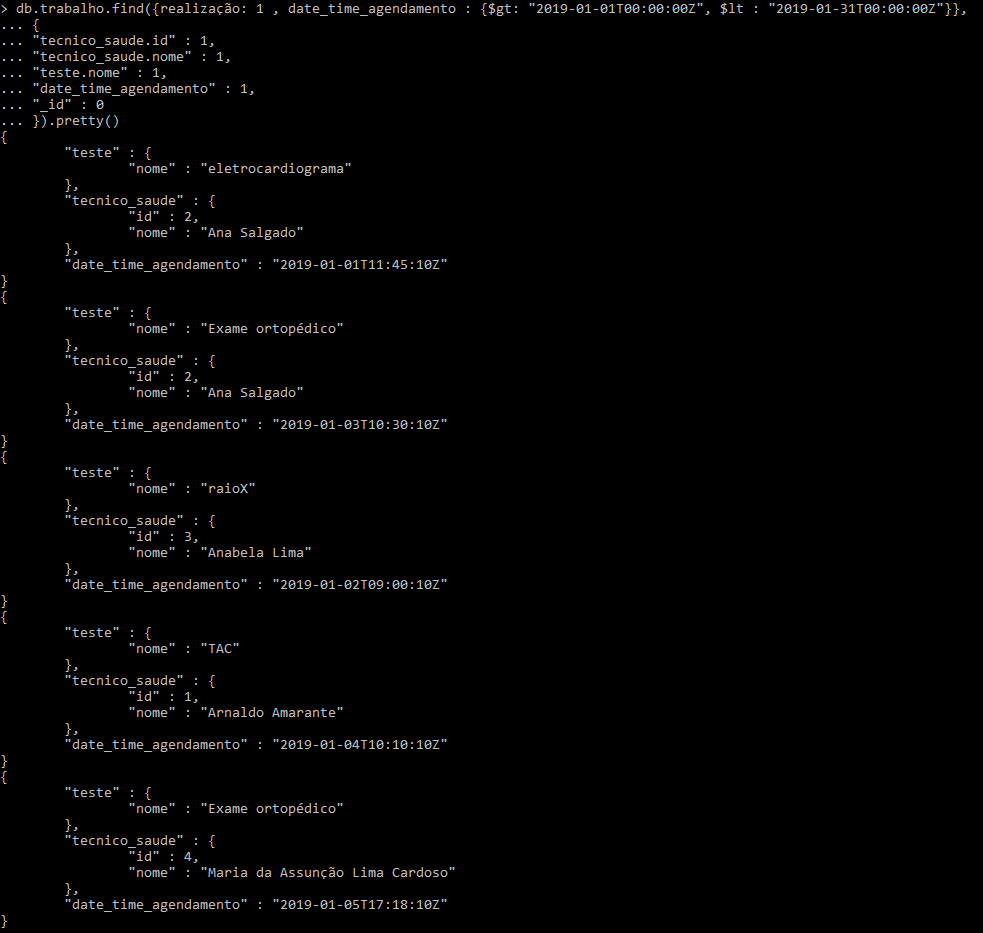 > db.trabalho.find({realização: 1 , date_time_agendamento : {$gt: "2019-01-01T00:00:00Z", $lt : "2019-01-31T00:00:00Z"}},
... {
... "tecnico_saude.id" : 1,
... "tecnico_saude.nome" : 1,
... "teste.nome" : 1,
... "date_time_agendamento" : 1,
... "_id" : 0
... }).pretty()
{
        "teste" : {
                "nome" : "eletrocardiograma"
        },
        "tecnico_saude" : {
                "id" : 2,
                "nome" : "Ana Salgado"
        },
        "date_time_agendamento" : "2019-01-01T11:45:10Z"
}
{
        "teste" : {
                "nome" : "Exame ortopédico"
        },
        "tecnico_saude" : {
                "id" : 2,
                "nome" : "Ana Salgado"
        },
        "date_time_agendamento" : "2019-01-03T10:30:10Z"
}
{
        "teste" : {
                "nome" : "raioX"
        },
        "tecnico_saude" : {
                "id" : 3,
                "nome" : "Anabela Lima"
        },
        "date_time_agendamento" : "2019-01-02T09:00:10Z"
}
{
        "teste" : {
                "nome" : "TAC"
        },
        "tecnico_saude" : {
                "id" : 1,
                "nome" : "Arnaldo Amarante"
        },
        "date_time_agendamento" : "2019-01-04T10:10:10Z"
}
{
        "teste" : {
                "nome" : "Exame ortopédico"
        },
        "tecnico_saude" : {
                "id" : 4,
                "nome" : "Maria da Assunção Lima Cardoso"
        },
        "date_time_agendamento" : "2019-01-05T17:18:10Z"
}